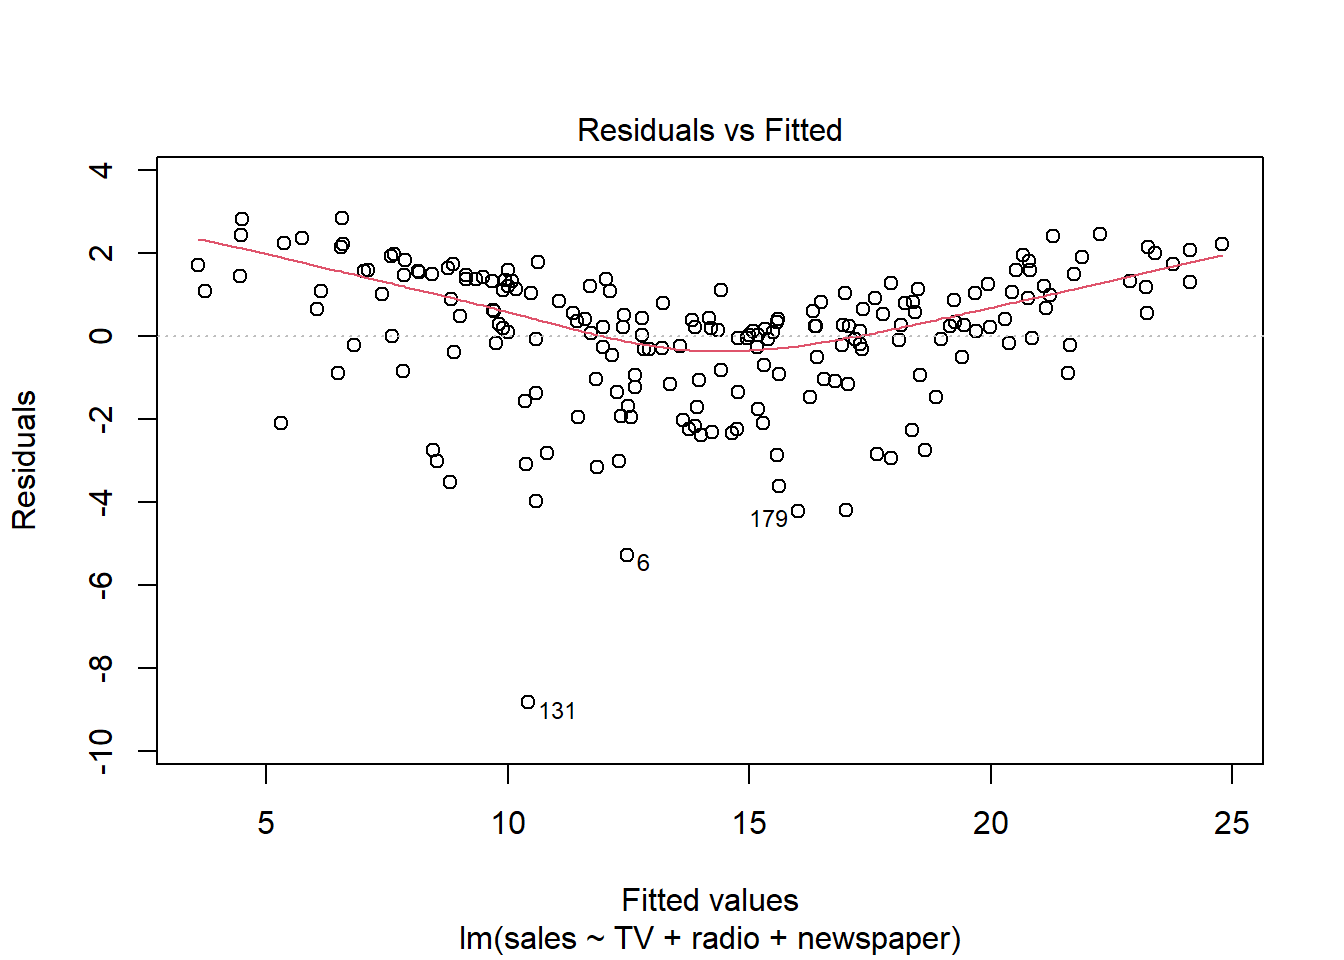 Residuals vs Fitted
Residuals
4
2
0
-2
-4
-6
-8
-10
179
6
131
5 10 15 20 25
Fitted values
lm(sales ~ TV + radio + newspaper)